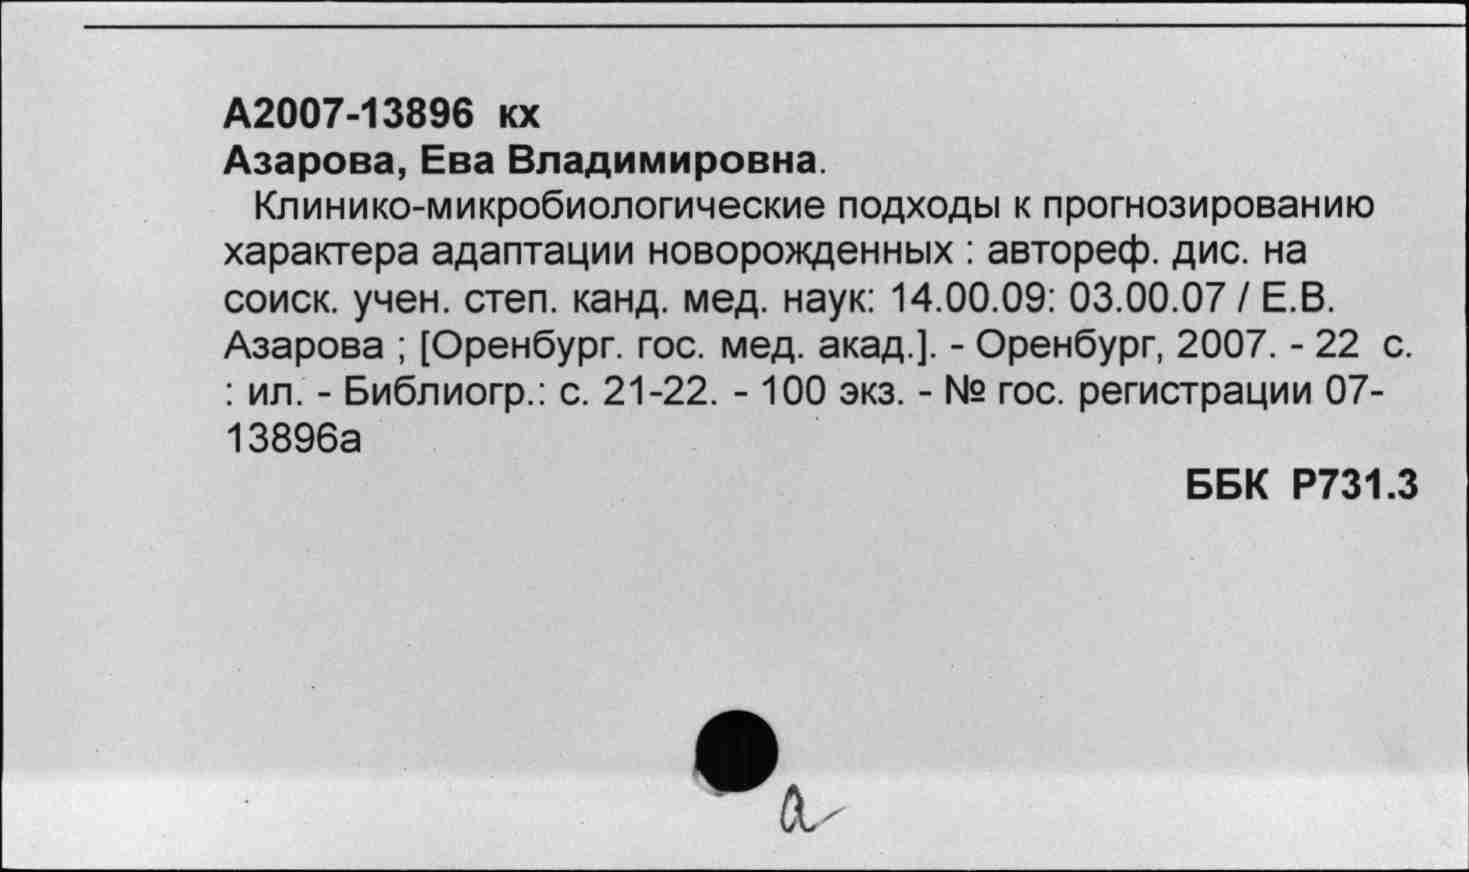 А2007-13896 кх
Азарова, Ева Владимировна.
Клинико-микробиологические подходы к прогнозированию
характера адаптации новорожденных : автореф. дис. на
соиск. учен. степ. канд. мед. наук: 14.00.09: 03.00.07 / Е.В.
Азарова ; [Оренбург. гос. мед. акад.]. - Оренбург, 2007. - 22 с.
: ил. - Библиогр.: с. 21-22. - 100 экз. - № гос. регистрации 07-
13896а
ББК Р731.3
а